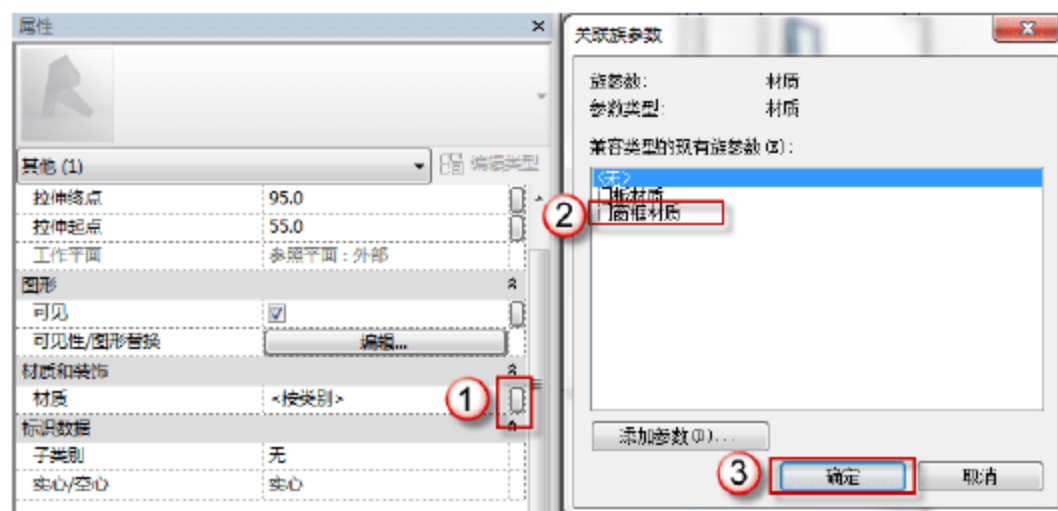 属性
其他 (1)
编辑类型
拉伸终点 95.0
拉伸起点 55.0
工作平面 参照平面 : 外部
图形
可见
可见性/图形替换 编辑...
材质和装饰
材质 <按类别>
1
标识数据
子类别 无
实心/空心 实心
关联族参数
族参数: 材质
参数类型: 材质
兼容类型的现有族参数(E):
<无>
门板材质
2
门窗框材质
添加参数(D)...
3
确定
取消